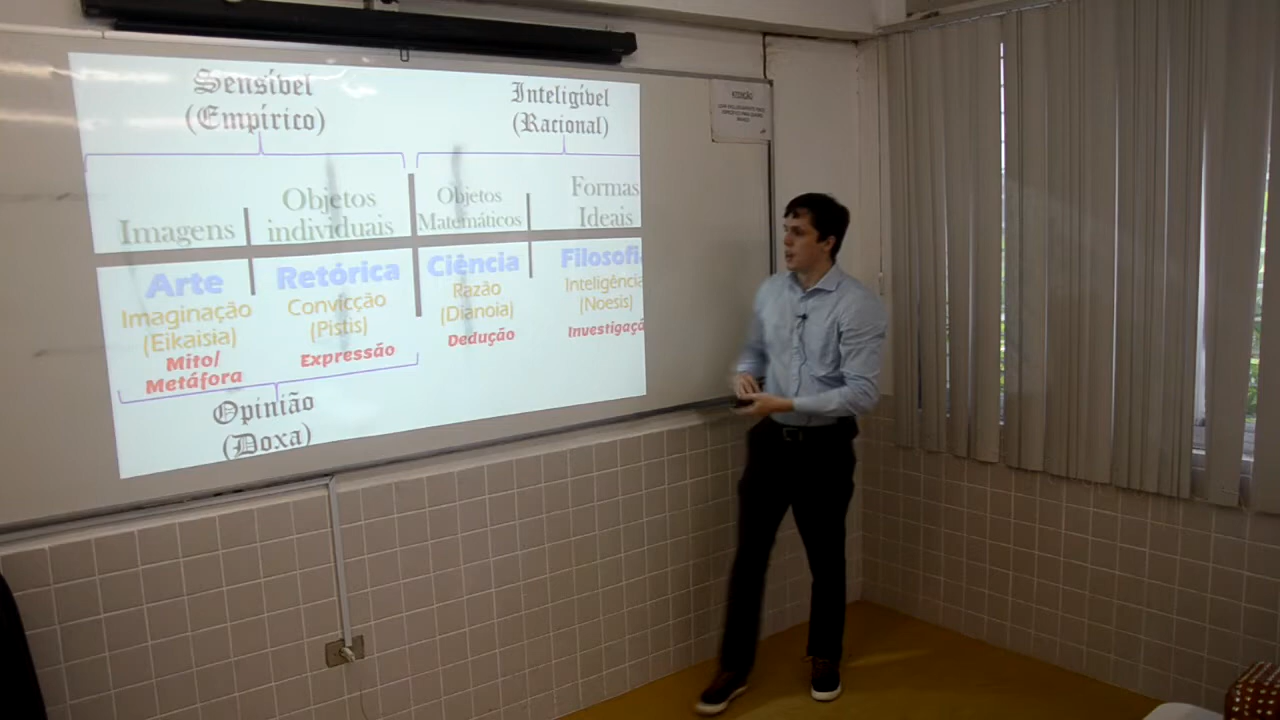 Sensível
(Empírico)
Inteligível
(Racional)
Imagens
Objetos
individuais
Objetos
Matemáticos
Formas
Ideais
Arte
Imaginação
(Eikaisia)
Mito/
Metáfora
Retórica
Convicção
(Pistis)
Expressão
Ciência
Razão
(Dianoia)
Dedução
Filosofi
Inteligência
(Noesis)
Investigaçã
Opinião
(Doxa)
ATENÇÃO